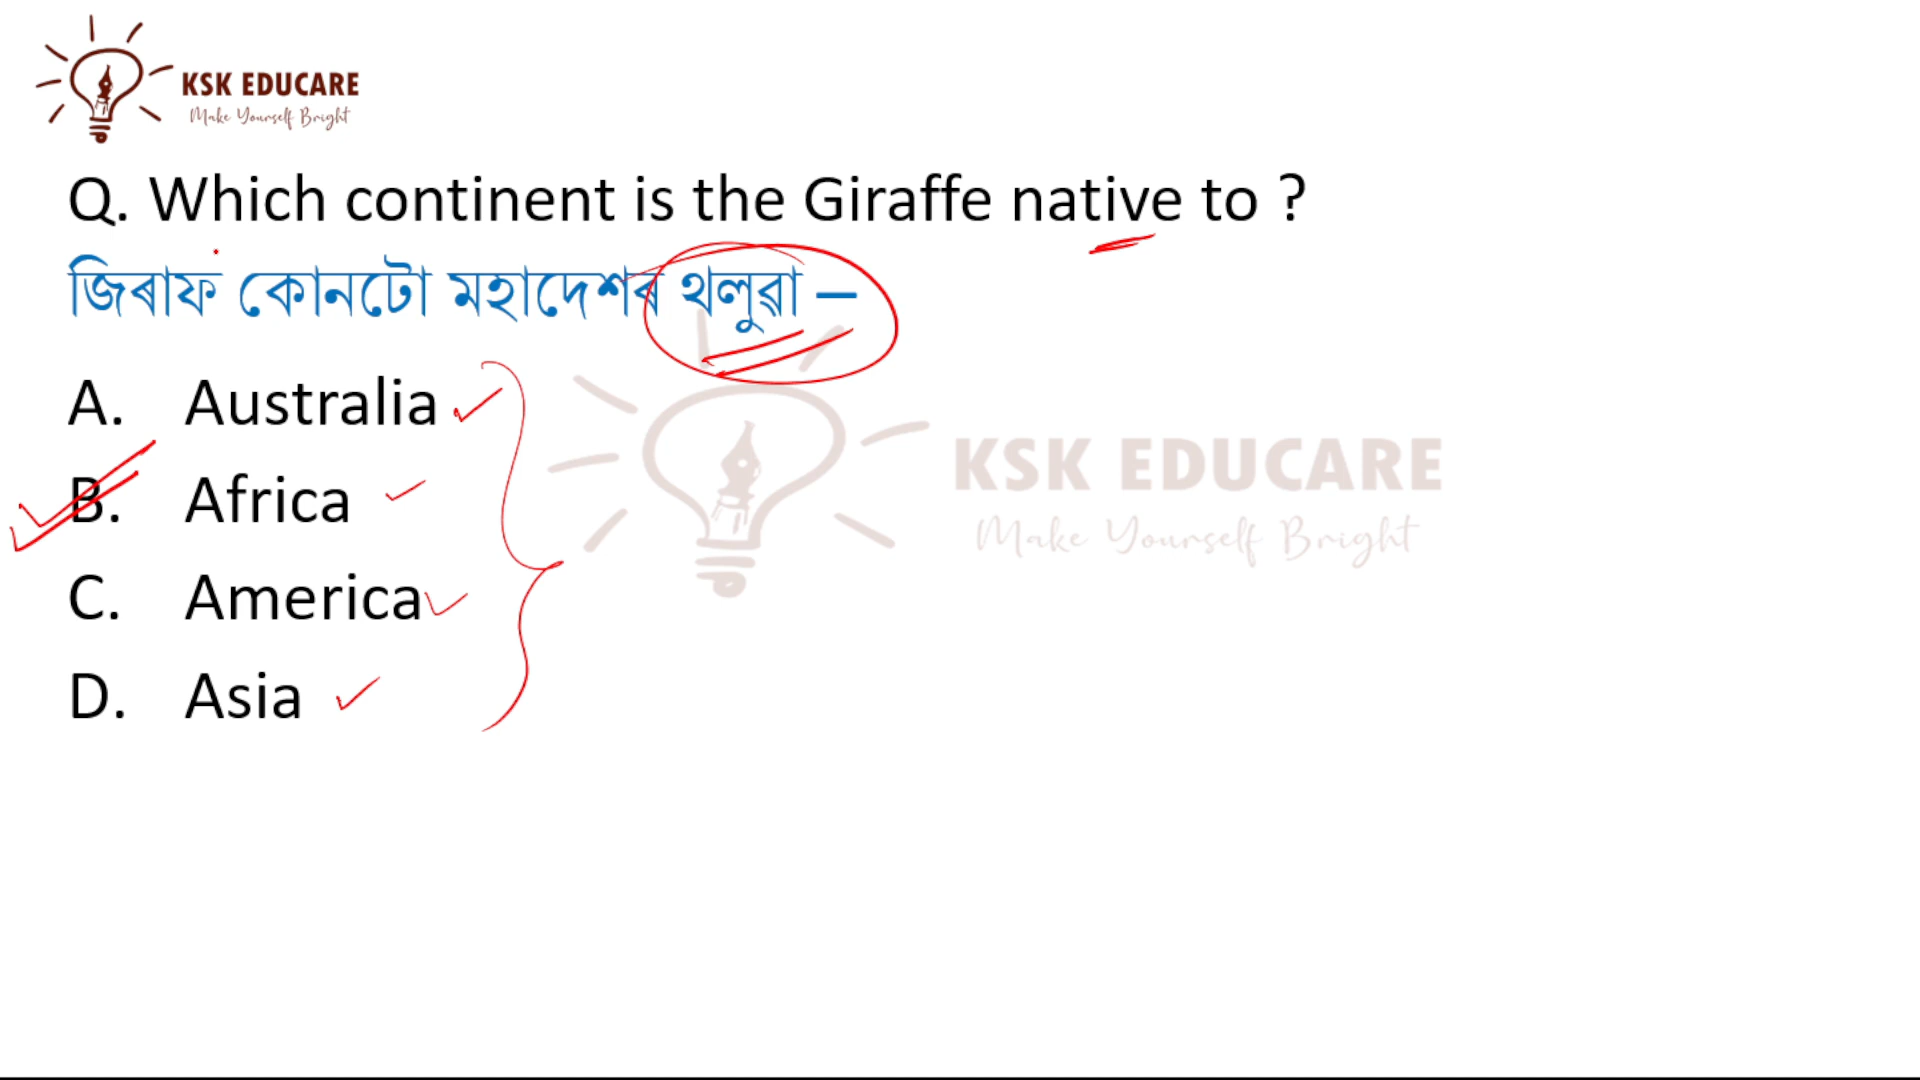 KSK EDUCARE
Make Yourself Bright
Q. Which continent is the Giraffe native to ?
জিৰাফ কোনটো মহাদেশৰ থলুৱা –
A. Australia
B. Africa
C. America
D. Asia
KSK EDUCARE
Make Yourself Bright